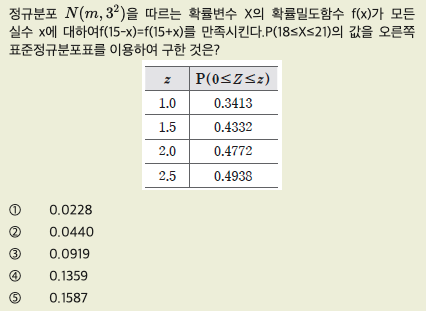 정규분포 N(m, 3²)을 따르는 확률변수 X의 확률밀도함수 f(x)가 모든
실수 x에 대하여f(15-x)=f(15+x)를 만족시킨다.P(18≤X≤21)의 값을 오른쪽
표준정규분포표를 이용하여 구한 것은?
z P(0≤Z≤z)
1.0 0.3413
1.5 0.4332
2.0 0.4772
2.5 0.4938
① 0.0228
② 0.0440
③ 0.0919
④ 0.1359
⑤ 0.1587